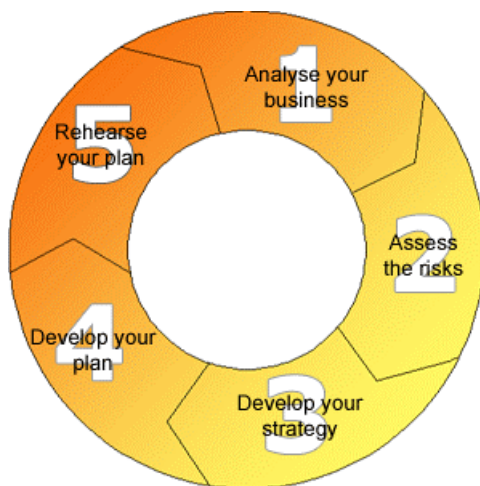 1
Analyse your
business
2
Assess
the risks
3
Develop your
strategy
4
Develop your
plan
5
Rehearse
your plan